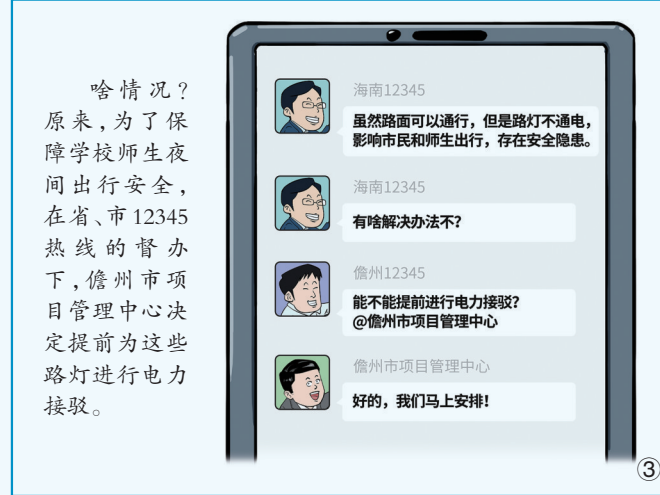 啥情况?
原来,为了保
障学校师生夜
间出行安全,
在省、市12345
热线的督办
下,儋州市项
目管理中心决
定提前为这些
路灯进行电力
接驳。
海南12345
虽然路面可以通行，但是路灯不通电，
影响市民和师生出行，存在安全隐患。
海南12345
有啥解决办法不?
儋州12345
能不能提前进行电力接驳?
@儋州市项目管理中心
儋州市项目管理中心
好的，我们马上安排!
③